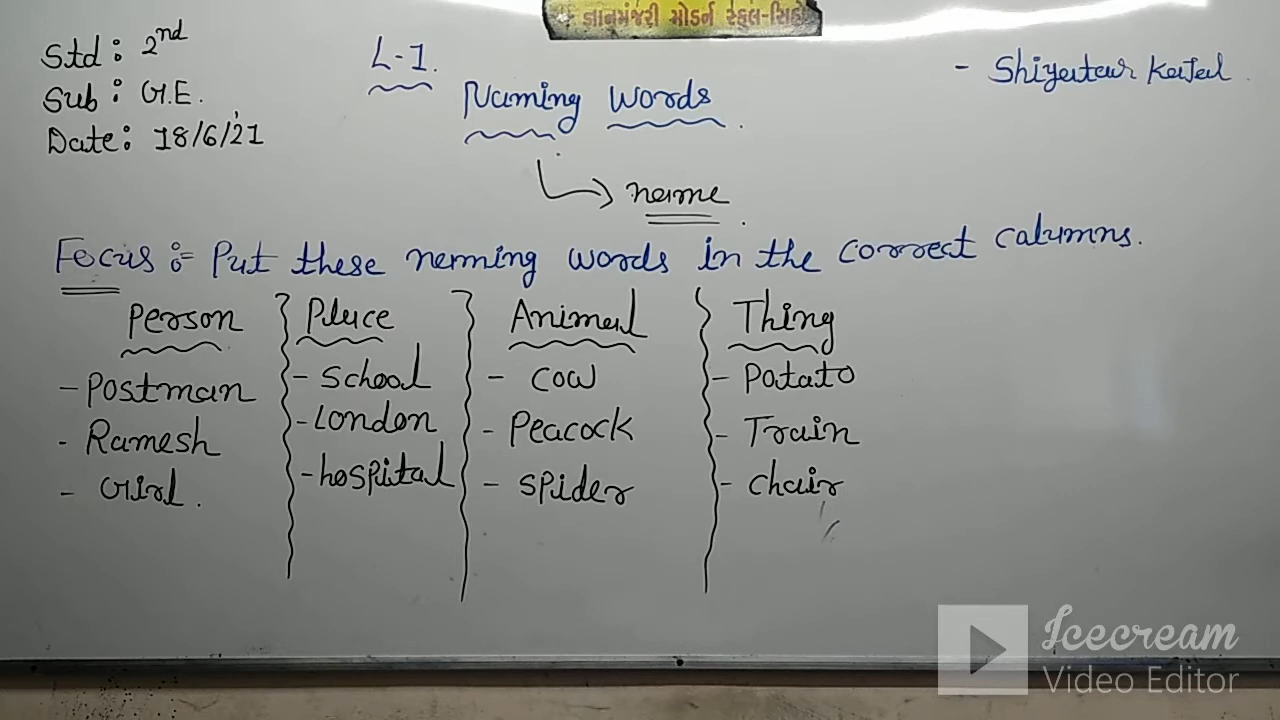 જ્ઞાનમંજરી મોડર્ન સ્કુલ-સિહોર
Std: 2nd
Sub: G.E.
Date: 18/6/21
L-1.
Naming words.
- Shiyatar Kajal.
→ name.
Focus:- Put these naming words in the correct columns.
Person Place Animal Thing
- Postman - School - Cow - Potato
- Ramesh - London - Peacock - Train
- Girl. - hospital - Spider - chair
Icecream
Video Editor